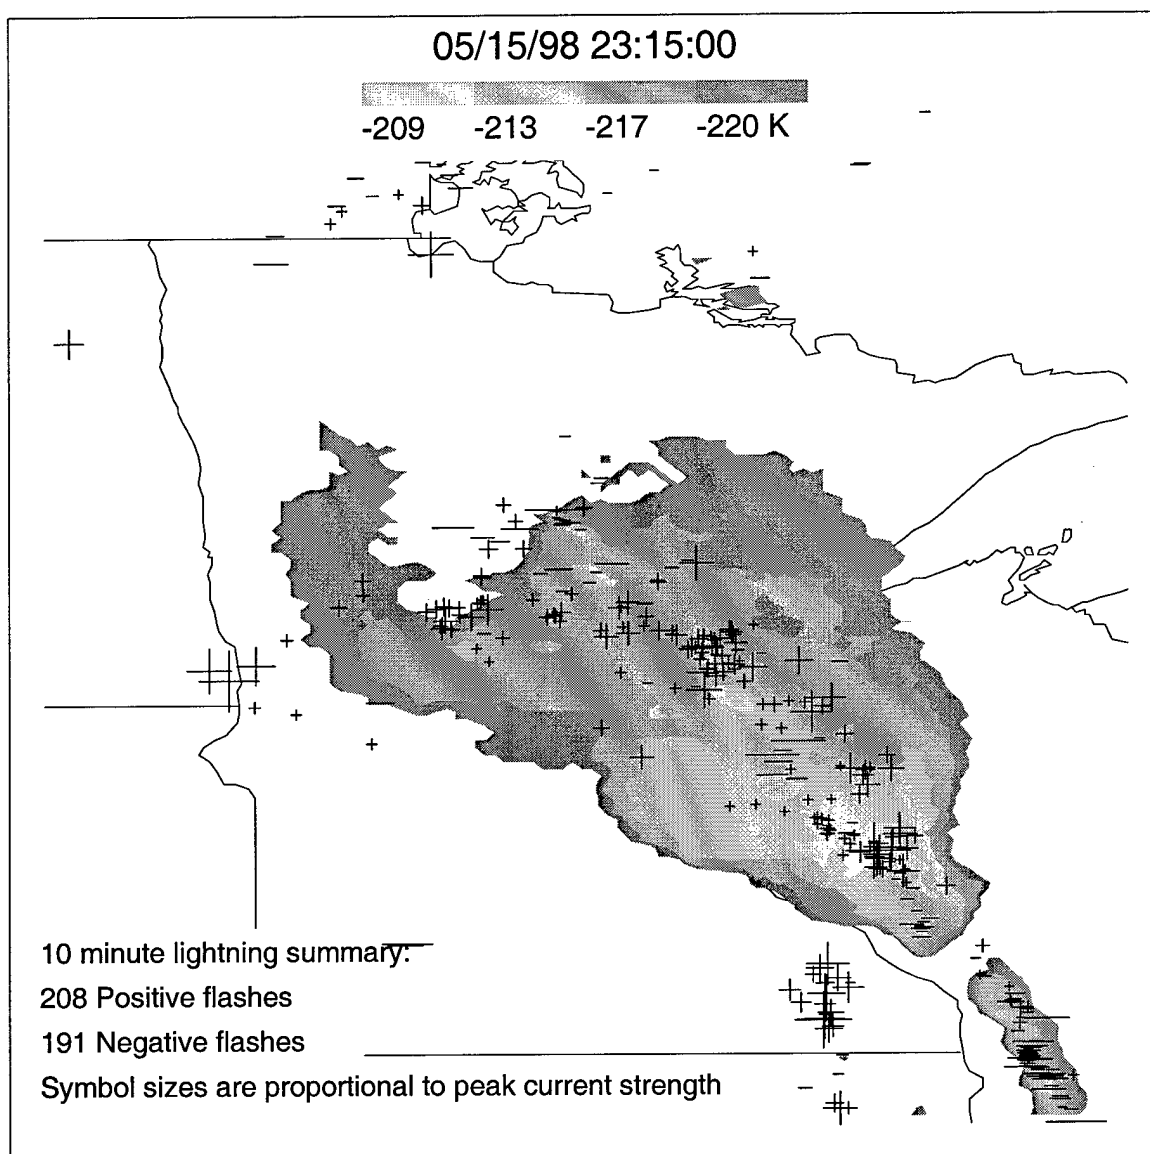 05/15/98 23:15:00
-209 -213 -217 -220 K
10 minute lightning summary:
208 Positive flashes
191 Negative flashes
Symbol sizes are proportional to peak current strength